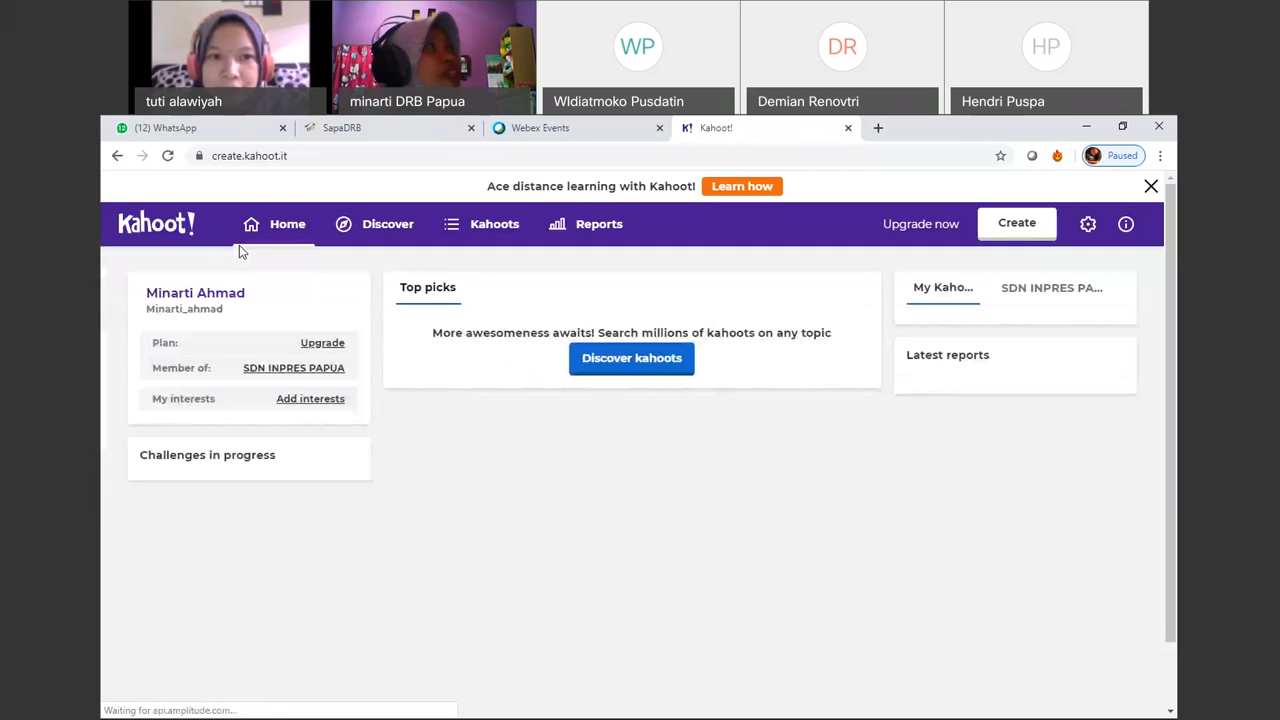 WP
DR
HP
tuti alawiyah
minarti DRB Papua
WIdiatmoko Pusdatin
Demian Renovtri
Hendri Puspa
12
(12) WhatsApp
SapaDRB
Webex Events
K!
Kahoot!
create.kahoot.it
Paused
Ace distance learning with Kahoot!
Learn how
Kahoot!
Home
Discover
Kahoots
Reports
Upgrade now
Create
Minarti Ahmad
Minarti_ahmad
Plan:
Upgrade
Member of:
SDN INPRES PAPUA
My interests
Add interests
Challenges in progress
Top picks
More awesomeness awaits! Search millions of kahoots on any topic
Discover kahoots
My Kaho...
SDN INPRES PA...
Latest reports
Waiting for api.amplitude.com...